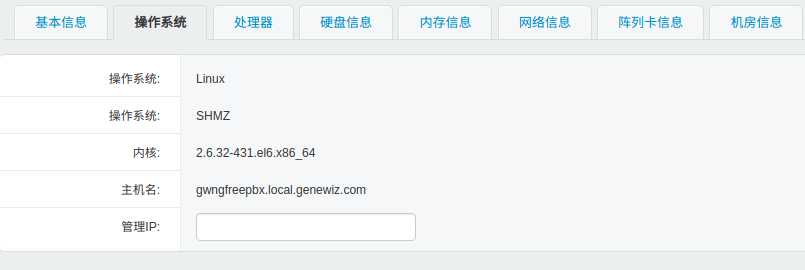 基本信息 操作系统 处理器 硬盘信息 内存信息 网络信息 阵列卡信息 机房信息
操作系统: Linux
操作系统: SHMZ
内核: 2.6.32-431.el6.x86_64
主机名: gwngfreepbx.local.genewiz.com
管理IP: